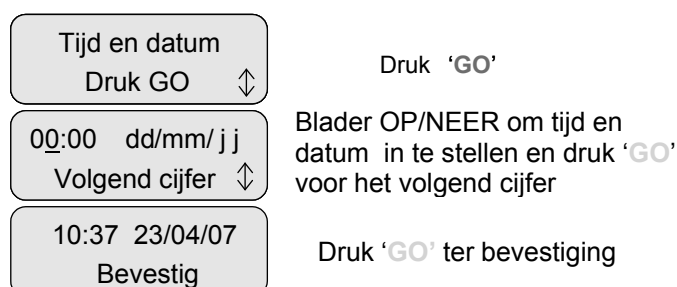 Tijd en datum
Druk GO
Druk 'GO'
00:00 dd/mm/ j j
Volgend cijfer
Blader OP/NEER om tijd en
datum in te stellen en druk 'GO'
voor het volgend cijfer
10:37 23/04/07
Bevestig
Druk 'GO' ter bevestiging